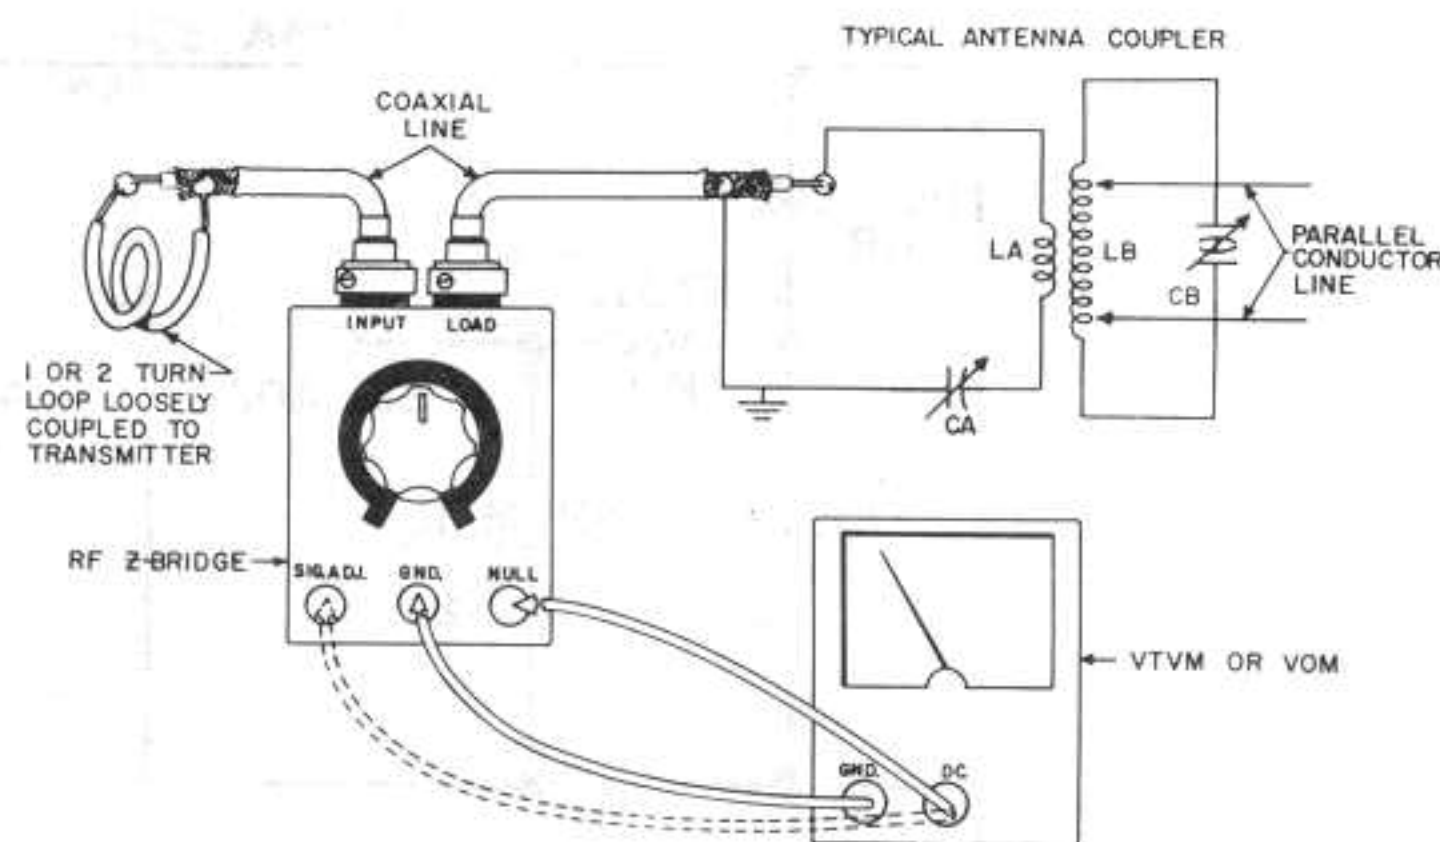 TYPICAL ANTENNA COUPLER
COAXIAL
LINE
LA
LB
CB
PARALLEL
CONDUCTOR
LINE
CA
INPUT
LOAD
1 OR 2 TURN
LOOP LOOSELY
COUPLED TO
TRANSMITTER
RF Z BRIDGE
SIG.ADJ.
GND.
NULL
VTVM OR VOM
GND.
DC